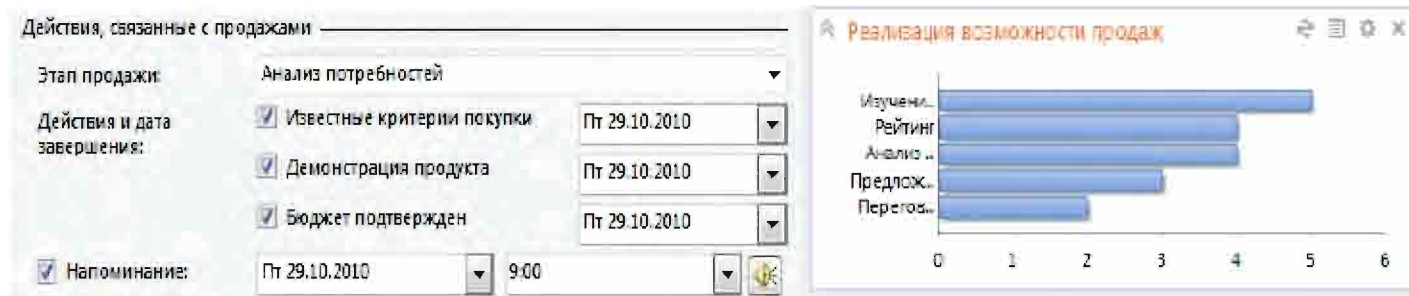 Действия, связанные с продажами
Этап продажи:
Анализ потребностей
Действия и дата завершения:
Известные критерии покупки
Пт 29.10.2010
Демонстрация продукта
Пт 29.10.2010
Бюджет подтвержден
Пт 29.10.2010
Напоминание:
Пт 29.10.2010
9:00
Реализация возможности продаж
Изучени...
Рейтинг
Анализ ...
Предлож...
Перегов...
0 1 2 3 4 5 6